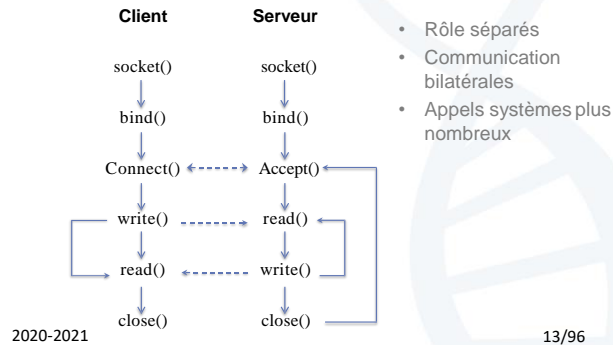 Client Serveur
socket() socket()
bind() bind()
Connect() Accept()
write() read()
read() write()
close() close()
• Rôle séparés
• Communication
bilatérales
• Appels systèmes plus
nombreux
2020-2021 13/96